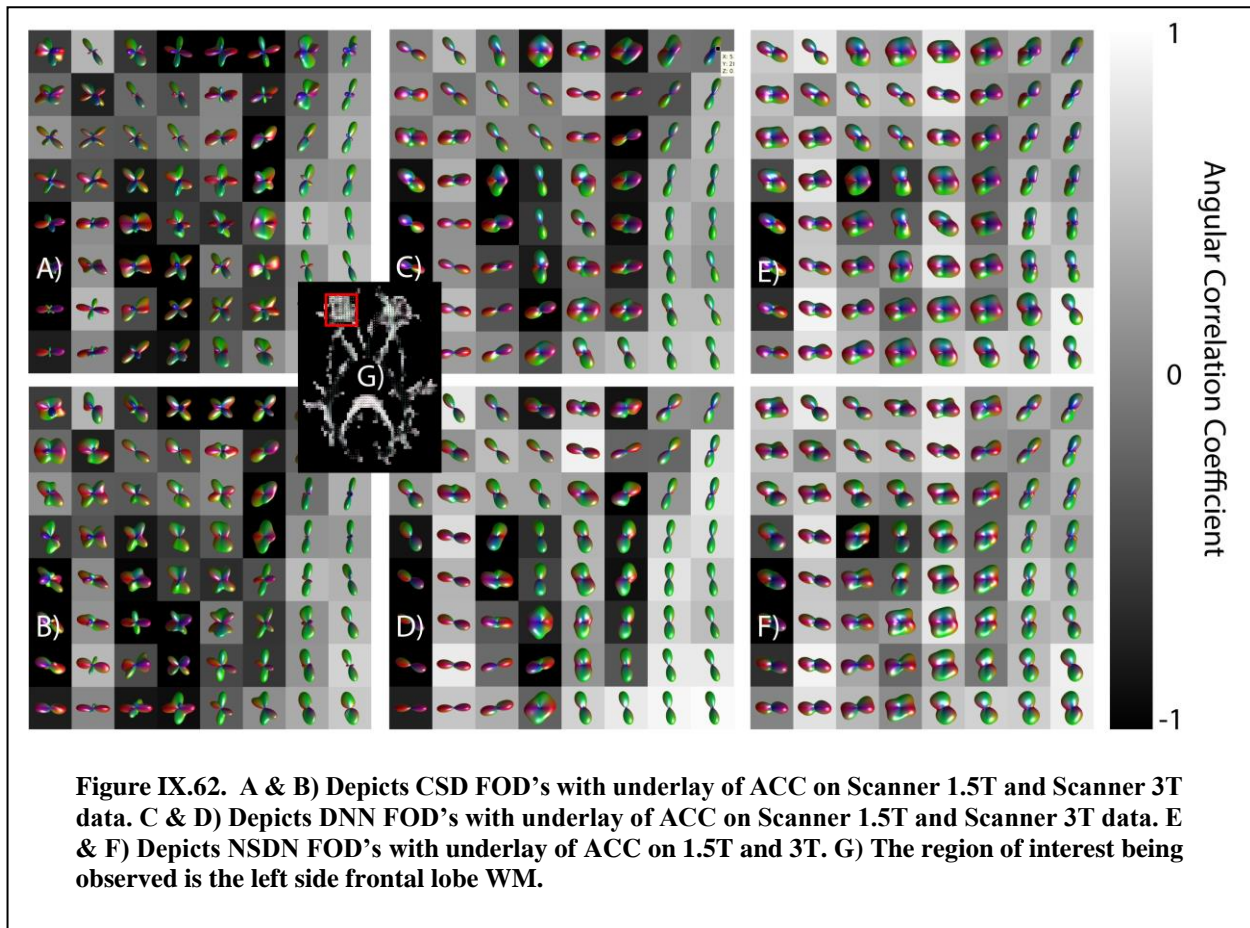 1
X: 5
Y: 2
Z: 0
A)
C)
E)
G)
0
Angular Correlation Coefficient
B)
D)
F)
-1
Figure IX.62. A & B) Depicts CSD FOD's with underlay of ACC on Scanner 1.5T and Scanner 3T
data. C & D) Depicts DNN FOD's with underlay of ACC on Scanner 1.5T and Scanner 3T data. E
& F) Depicts NSDN FOD's with underlay of ACC on 1.5T and 3T. G) The region of interest being
observed is the left side frontal lobe WM.